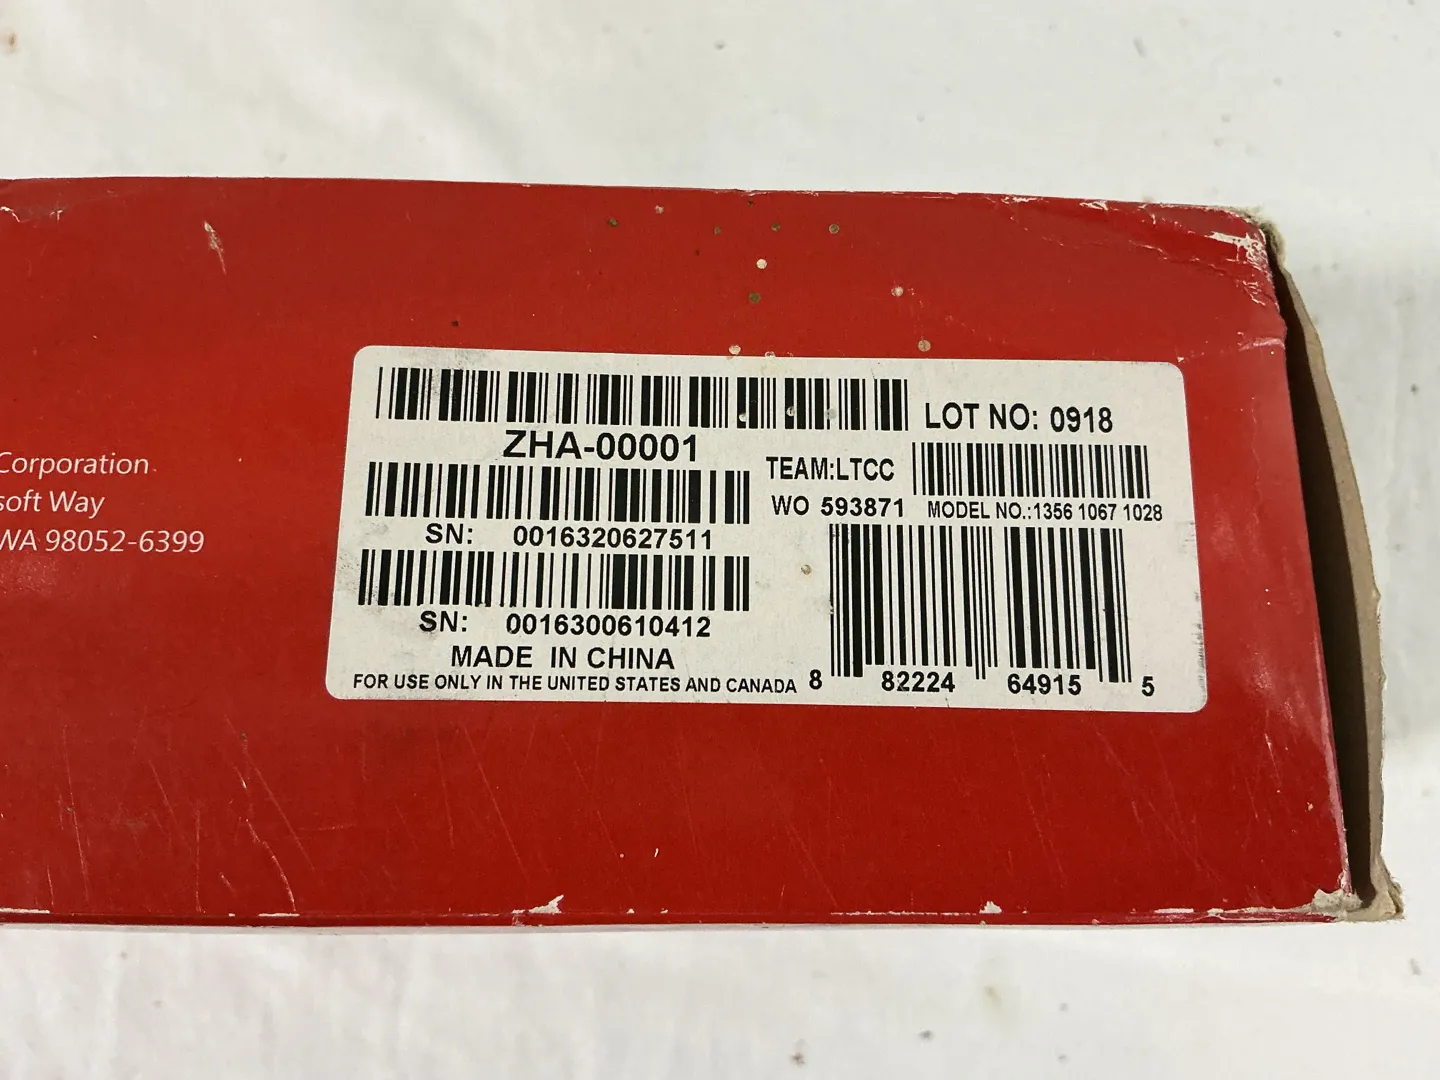 Corporation
soft Way
WA 98052-6399
LOT NO: 0918
ZHA-00001
TEAM:LTCC
WO 593871
MODEL NO.:1356 1067 1028
SN: 0016320627511
SN: 0016300610412
MADE IN CHINA
FOR USE ONLY IN THE UNITED STATES AND CANADA
8 82224 64915 5